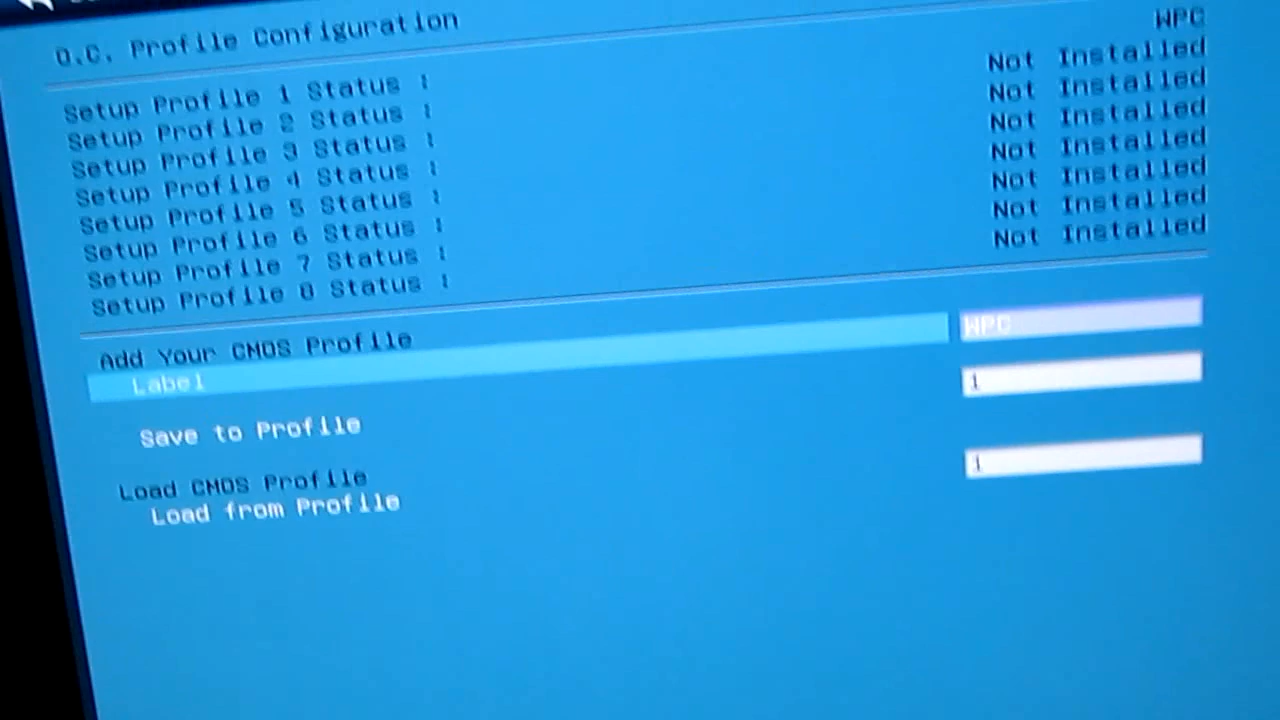 O.C. Profile Configuration
Setup Profile 1 Status : WPC
Setup Profile 2 Status : Not Installed
Setup Profile 3 Status : Not Installed
Setup Profile 4 Status : Not Installed
Setup Profile 5 Status : Not Installed
Setup Profile 6 Status : Not Installed
Setup Profile 7 Status : Not Installed
Setup Profile 8 Status : Not Installed
Add Your CMOS Profile
Label WPC
Save to Profile 1
Load CMOS Profile
Load from Profile 1